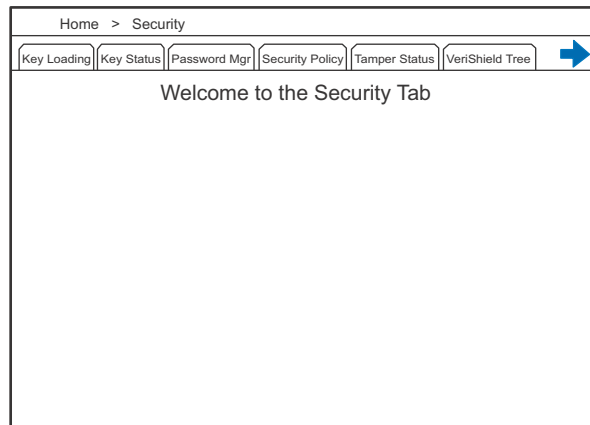 Home > Security
Key Loading Key Status Password Mgr Security Policy Tamper Status VeriShield Tree
Welcome to the Security Tab